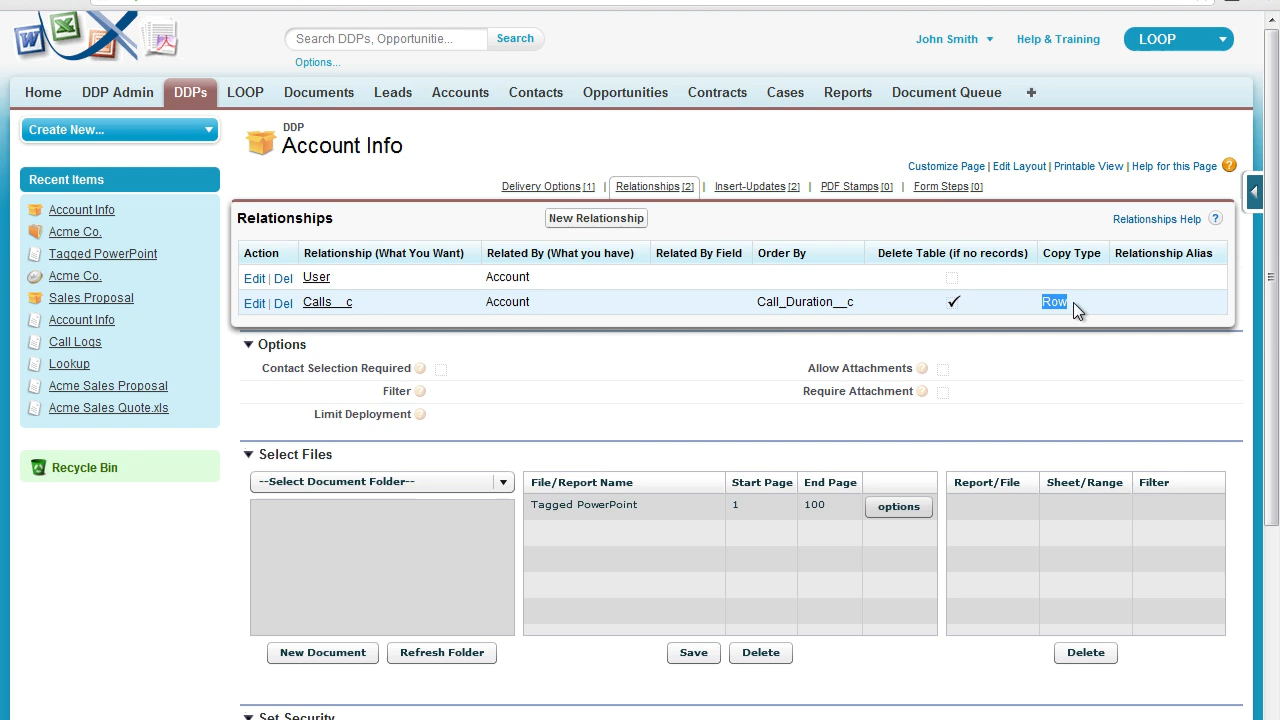 Search DDPs, Opportunitie... Search
Options...
John Smith Help & Training LOOP
Home DDP Admin DDPs LOOP Documents Leads Accounts Contacts Opportunities Contracts Cases Reports Document Queue +
Create New...
Recent Items
Account Info
Acme Co.
Tagged PowerPoint
Acme Co.
Sales Proposal
Account Info
Call Logs
Lookup
Acme Sales Proposal
Acme Sales Quote.xls
Recycle Bin
DDP
Account Info
Customize Page | Edit Layout | Printable View | Help for this Page ?
Delivery Options [1] | Relationships [2] | Insert-Updates [2] | PDF Stamps [0] | Form Steps [0]
Relationships New Relationship Relationships Help ?
Action Relationship (What You Want) Related By (What you have) Related By Field Order By Delete Table (if no records) Copy Type Relationship Alias
Edit | Del User Account
Edit | Del Calls__c Account Call_Duration__c Row
Options
Contact Selection Required ? Allow Attachments ?
Filter ? Require Attachment ?
Limit Deployment ?
Select Files
--Select Document Folder-- File/Report Name Start Page End Page Report/File Sheet/Range Filter
Tagged PowerPoint 1 100 options
New Document Refresh Folder Save Delete Delete
Set Security